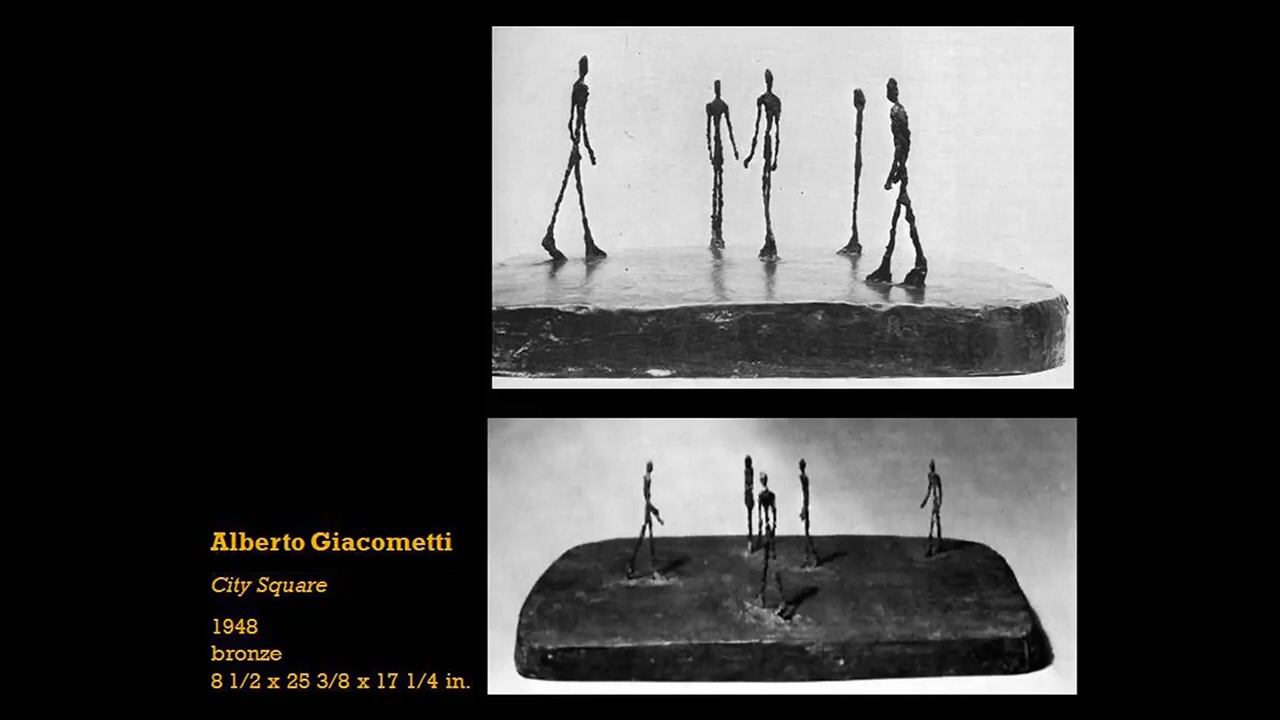 Alberto Giacometti
City Square
1948
bronze
8 1/2 x 25 3/8 x 17 1/4 in.